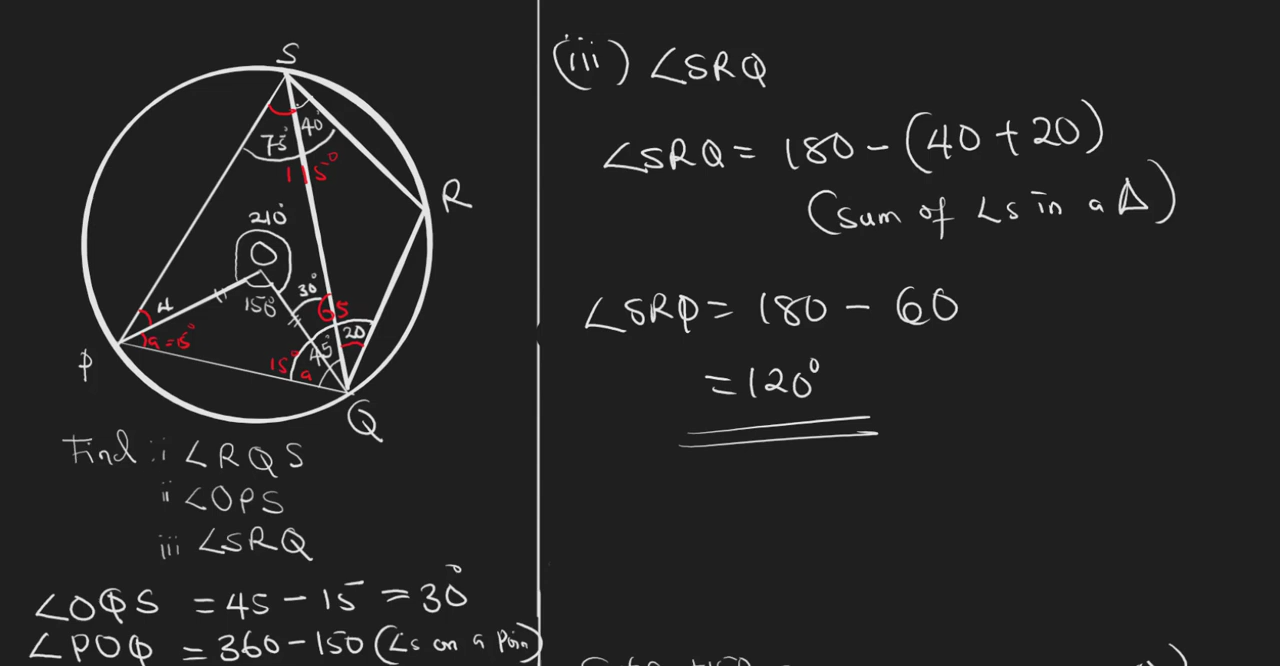 S
40°
75°
115°
R
210°
O
150°
30°
65
20
45°
15°
a
x
a=15°
P
Q
Find : i ∠RQS
ii ∠OPS
iii ∠SRQ
∠OQS = 45 - 15 = 30°
∠POQ = 360 - 150 (∠s on a Poin)
(iii) ∠SRQ
∠SRQ = 180 - (40 + 20)
(sum of ∠s in a Δ)
∠SRQ = 180 - 60
= 120°